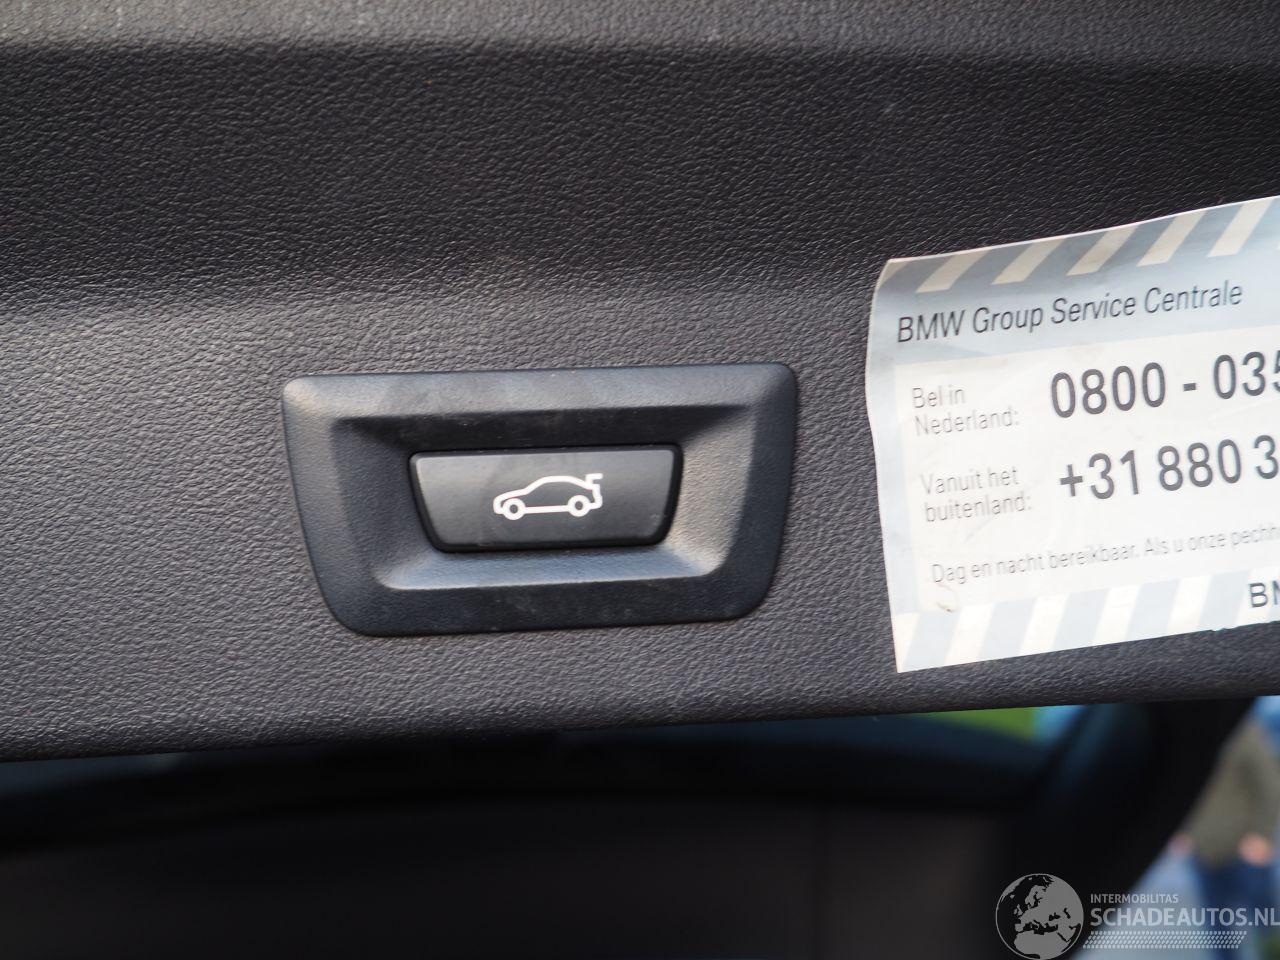 BMW Group Service Centrale
Bel in
Nederland:
0800 - 035
Vanuit het
buitenland:
+31 880 3
Dag en nacht bereikbaar. Als u onze pechh
BM
INTERMOBILITAS
SCHADEAUTOS.NL